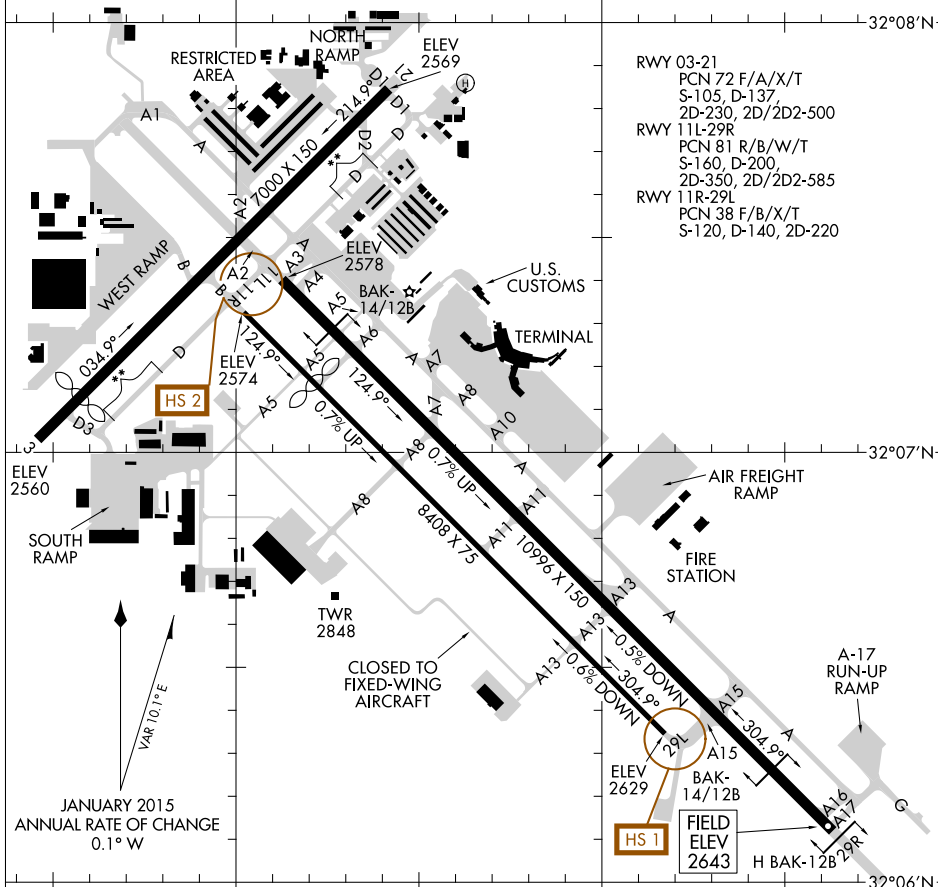 32°08'N
NORTH
RAMP
ELEV
2569
RESTRICTED
AREA
H
RWY 03-21
PCN 72 F/A/X/T
S-105, D-137,
2D-230, 2D/2D2-500
RWY 11L-29R
PCN 81 R/B/W/T
S-160, D-200,
2D-350, 2D/2D2-585
RWY 11R-29L
PCN 38 F/B/X/T
S-120, D-140, 2D-220
21
D1
D1
214.9°
A1
A
D
D2
**
D
7000 X 150
A2
A
A3
ELEV
2578
A4
WEST RAMP
B
A2
11L
11R
B
BAK-
14/12B
U.S.
CUSTOMS
TERMINAL
A5
A6
034.9°
D
ELEV
2574
124.9°
A5
124.9°
A
A7
A8
A7
A10
**
HS 2
A5
0.7% UP
D3
3
ELEV
2560
32°07'N
A8
0.7% UP
A
A11
AIR FREIGHT
RAMP
A8
8408 X 75
A11
10996 X 150
SOUTH
RAMP
FIRE
STATION
TWR
2848
A13
A
A13
A13
0.5% DOWN
0.6% DOWN
304.9°
CLOSED TO
FIXED-WING
AIRCRAFT
A-17
RUN-UP
RAMP
VAR 10.1° E
A15
304.9°
A
29L
A15
ELEV
2629
BAK-
14/12B
A16
A17
G
JANUARY 2015
ANNUAL RATE OF CHANGE
0.1° W
HS 1
FIELD
ELEV
2643
H BAK-12B
29R
32°06'N